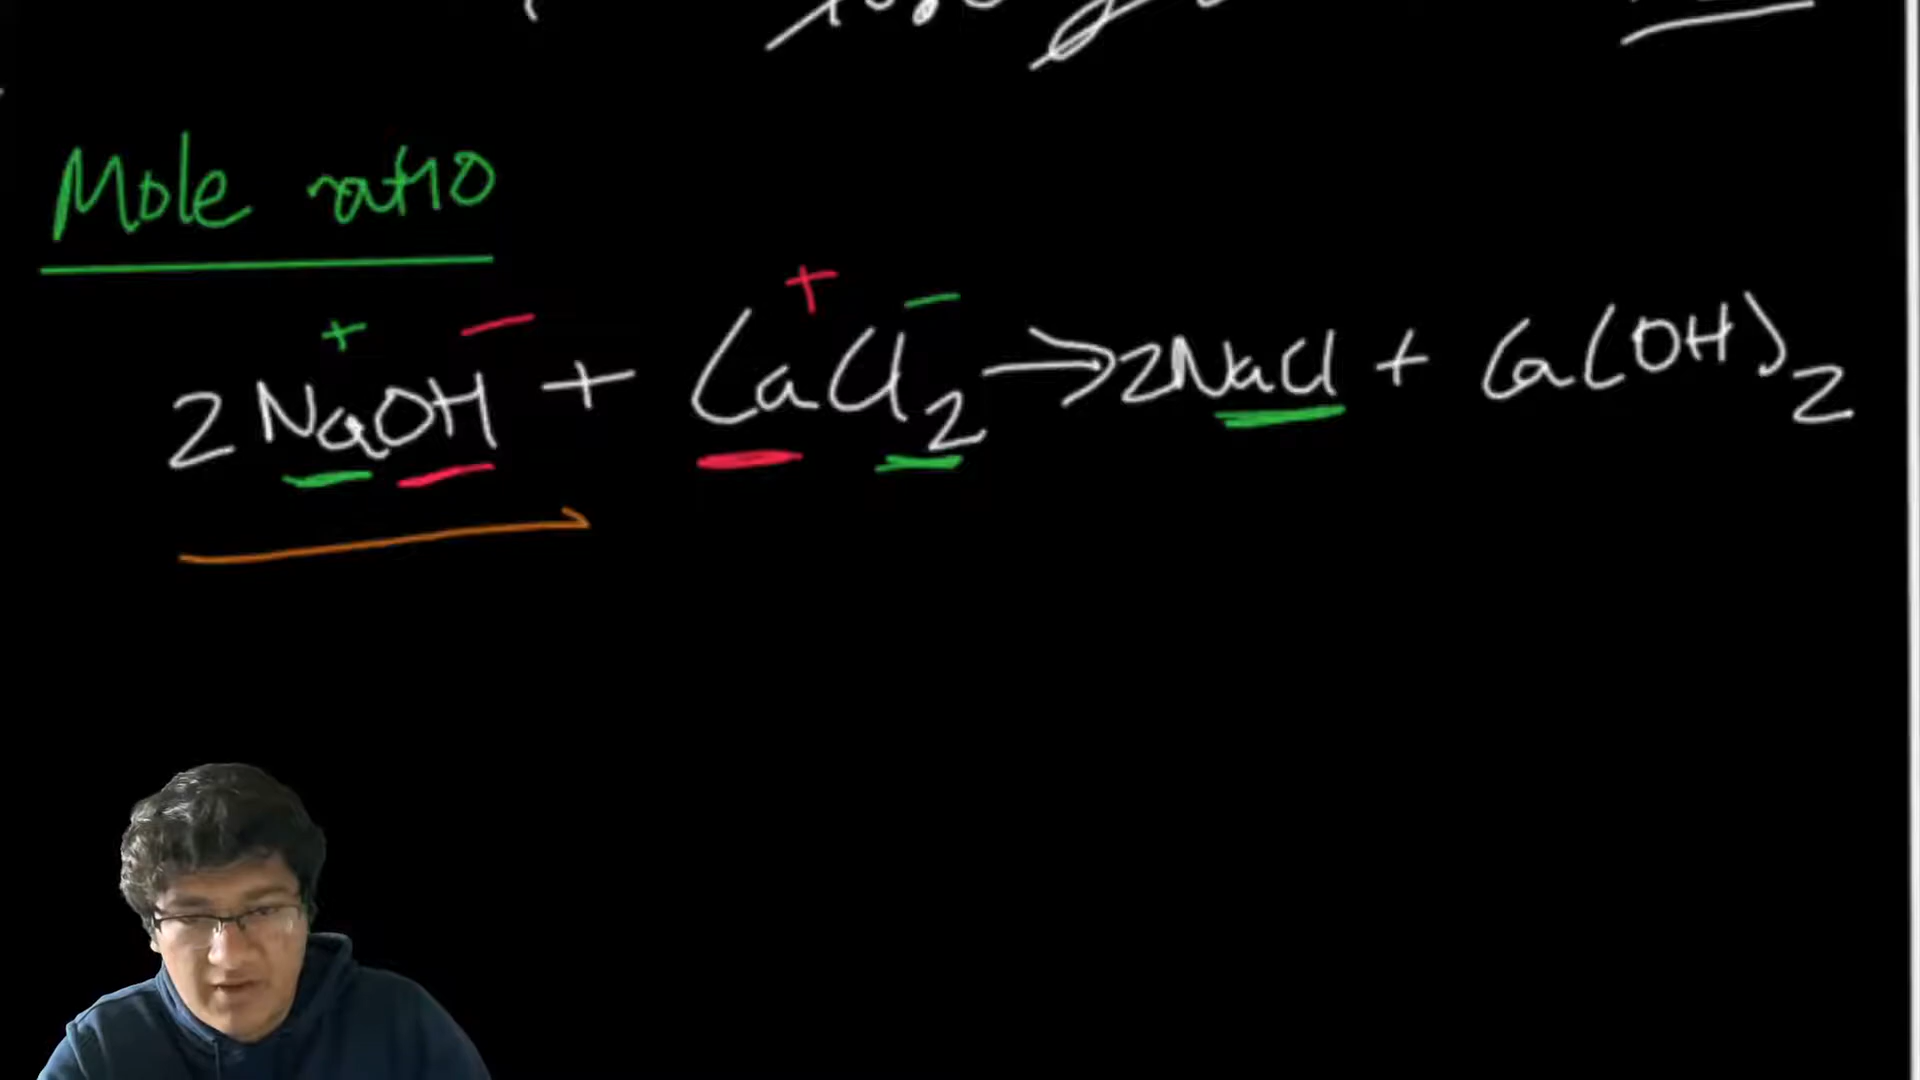 Mole ratio
+ - + -
2NaOH + CaCl₂ → 2NaCl + Ca(OH)₂